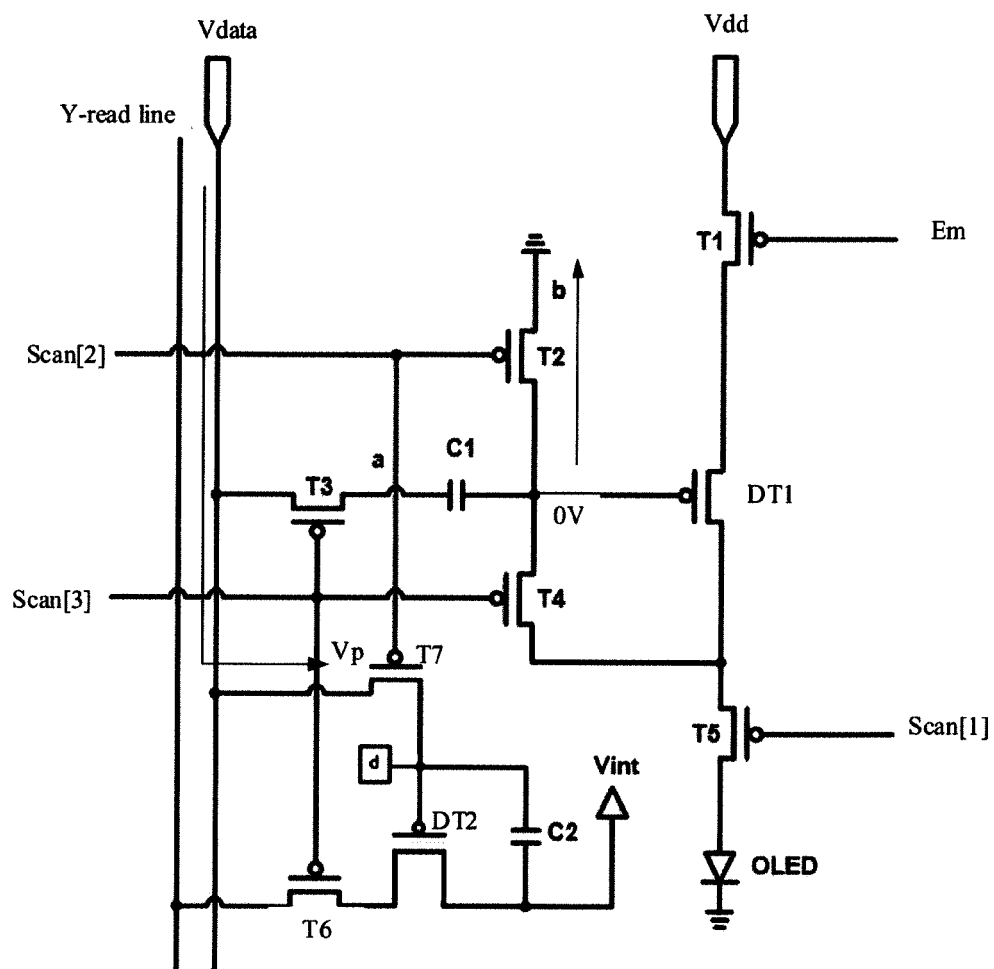 Vdata
Vdd
Y-read line
T1
Em
b
Scan[2]
T2
a
C1
T3
0V
DT1
Scan[3]
T4
Vp
T7
T5
Scan[1]
d
Vint
DT2
C2
OLED
T6